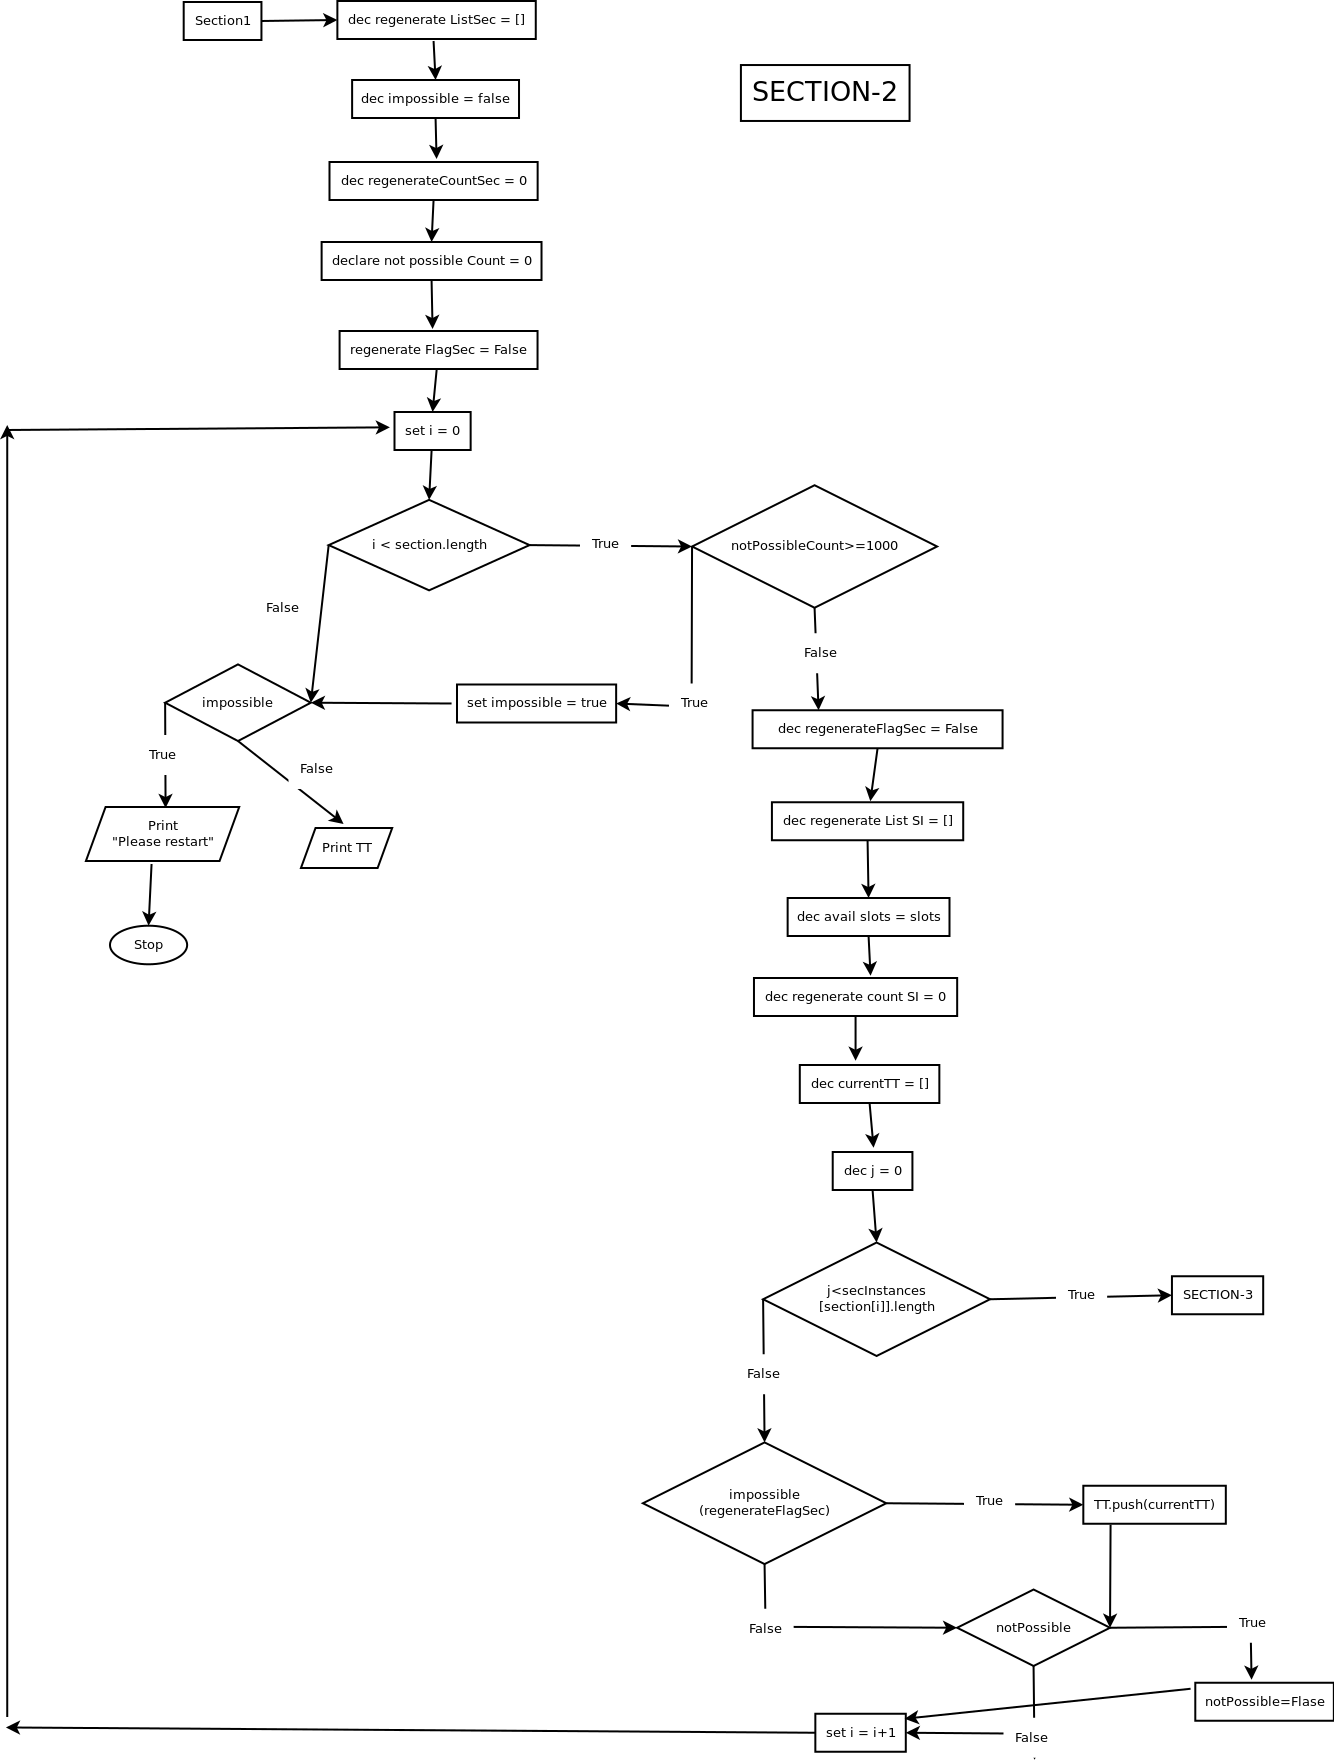 Section1
dec regenerate ListSec = []
SECTION-2
dec impossible = false
dec regenerateCountSec = 0
declare not possible Count = 0
regenerate FlagSec = False
set i = 0
i < section.length
True
notPossibleCount>=1000
False
False
impossible
set impossible = true
True
dec regenerateFlagSec = False
True
False
Print
"Please restart"
Print TT
dec regenerate List SI = []
dec avail slots = slots
Stop
dec regenerate count SI = 0
dec currentTT = []
dec j = 0
j<secInstances
[section[i]].length
True
SECTION-3
False
impossible
(regenerateFlagSec)
True
TT.push(currentTT)
False
notPossible
True
notPossible=Flase
set i = i+1
False